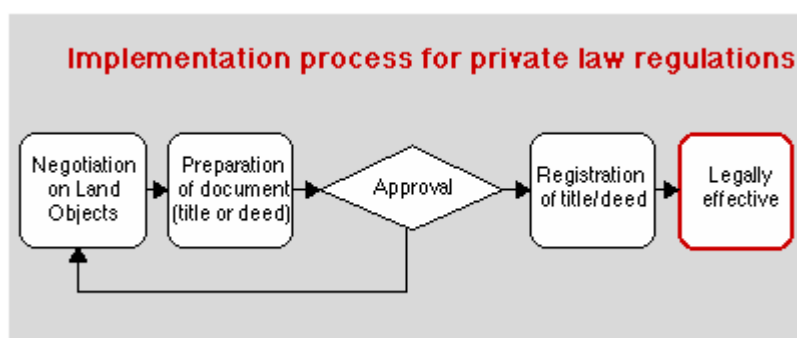 Implementation process for private law regulations
Negotiation
on Land
Objects
Preparation
of document
(title or deed)
Approval
Registration
of title/deed
Legally
effective